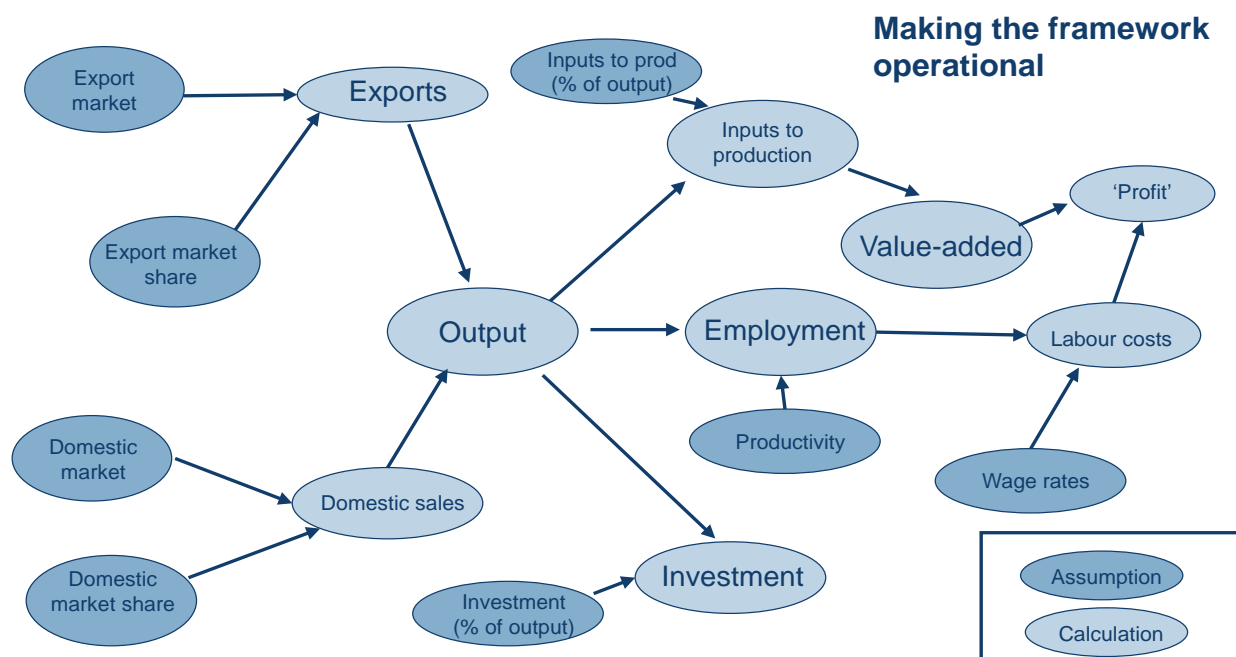 Making the framework
operational
Export
market
Exports
Inputs to prod
(% of output)
Inputs to
production
‘Profit’
Export market
share
Value-added
Output
Employment
Labour costs
Productivity
Domestic
market
Domestic sales
Wage rates
Domestic
market share
Investment
(% of output)
Investment
Assumption
Calculation